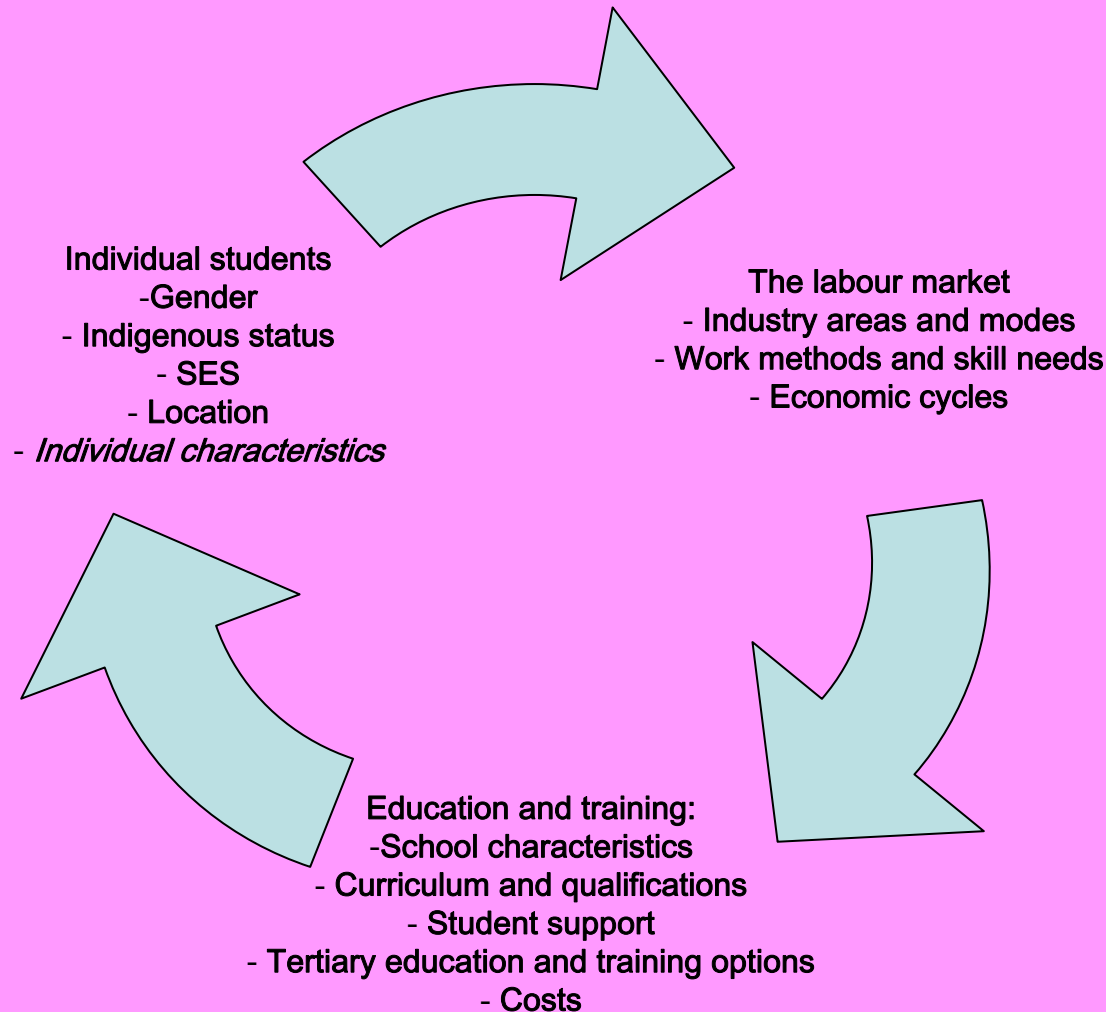 Individual students
-Gender
- Indigenous status
- SES
- Location
- Individual characteristics
The labour market
- Industry areas and modes
- Work methods and skill needs
- Economic cycles
Education and training:
-School characteristics
- Curriculum and qualifications
- Student support
- Tertiary education and training options
- Costs